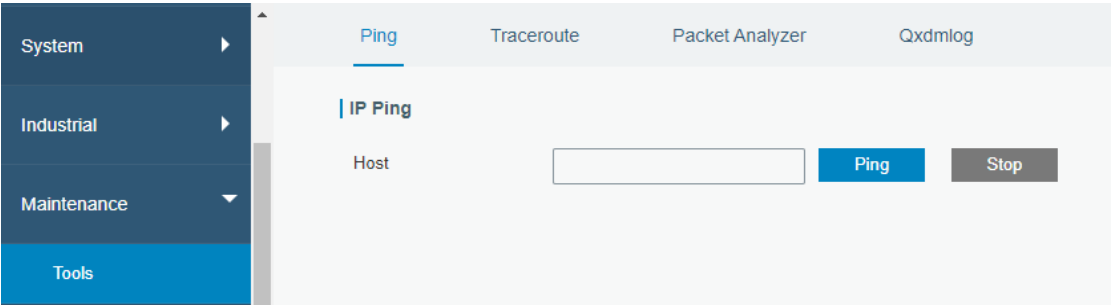 System
Industrial
Maintenance
Tools
Ping Traceroute Packet Analyzer Qxdmlog
IP Ping
Host Ping Stop